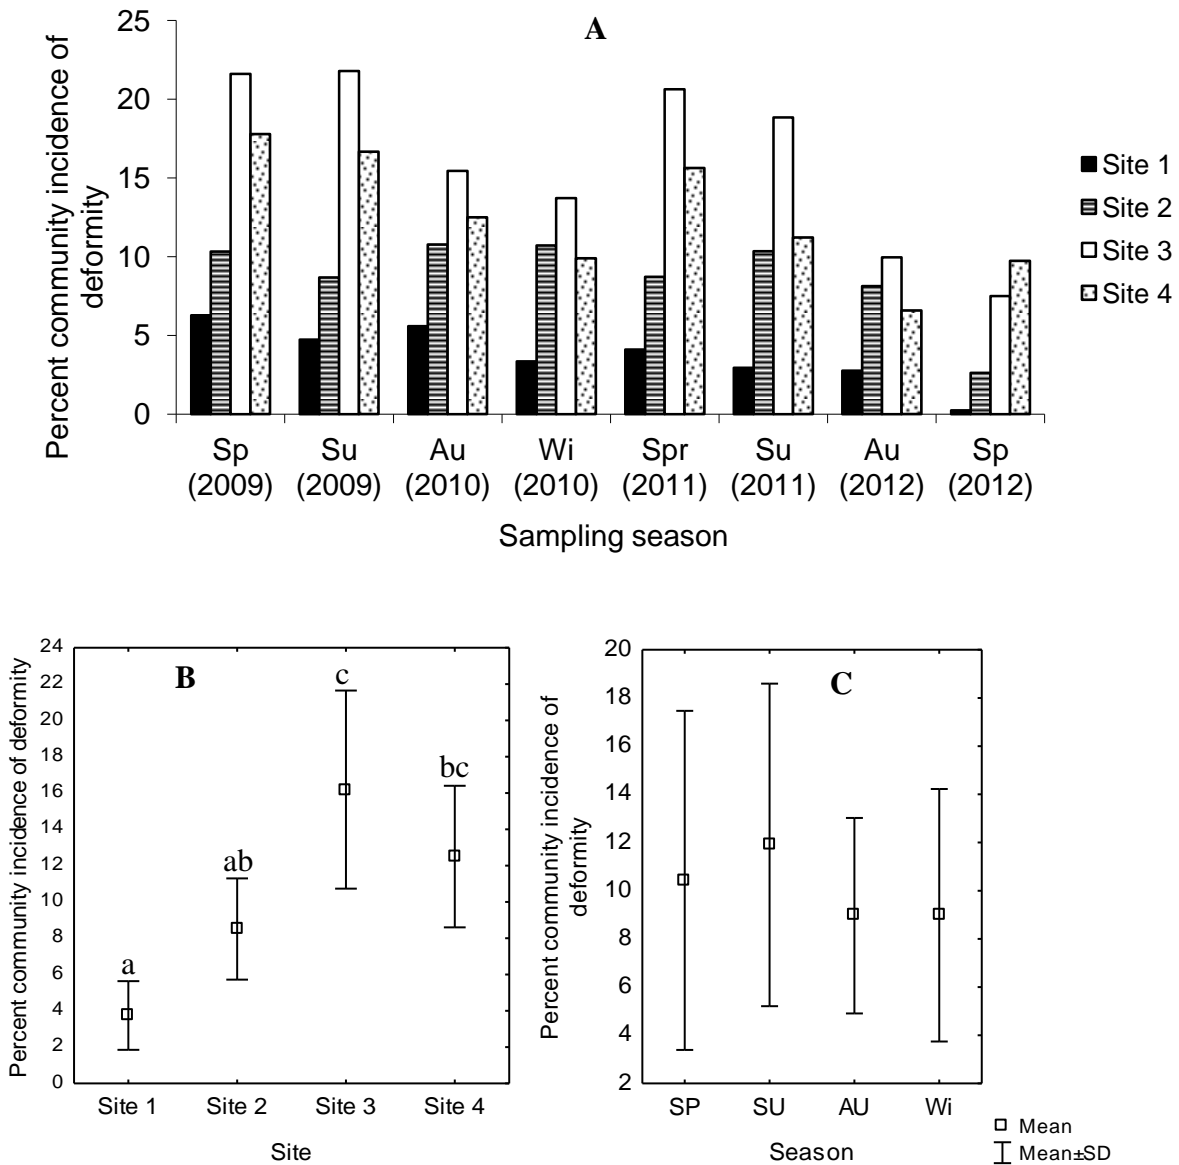 A
Percent community incidence of
deformity
25
20
15
10
5
0
Sp
(2009)
Su
(2009)
Au
(2010)
Wi
(2010)
Spr
(2011)
Su
(2011)
Au
(2012)
Sp
(2012)
Sampling season
Site 1
Site 2
Site 3
Site 4
B
Percent community incidence of deformity
24
22
20
18
16
14
12
10
8
6
4
2
0
a
ab
c
bc
Site 1
Site 2
Site 3
Site 4
Site
C
Percent community incidence of
deformity
20
18
16
14
12
10
8
6
4
2
SP
SU
AU
Wi
Season
Mean
Mean±SD